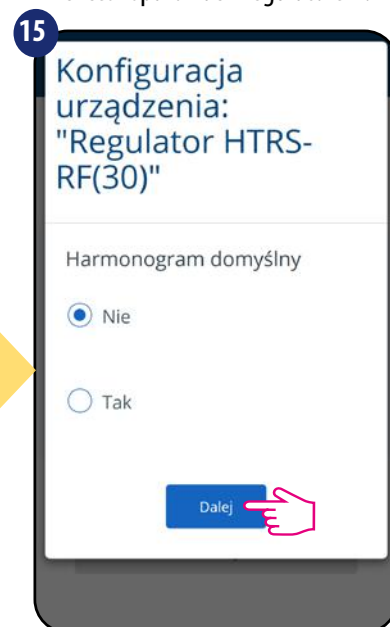 15
Konfiguracja
urządzenia:
"Regulator HTRS-
RF(30)"
Harmonogram domyślny
Nie
Tak
Dalej